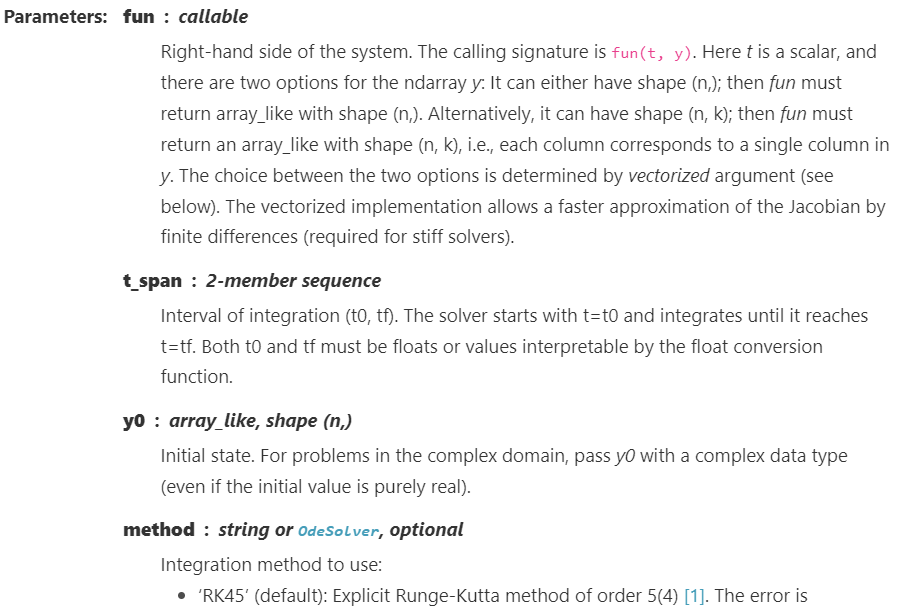 Parameters: fun : callable
Right-hand side of the system. The calling signature is fun(t, y). Here t is a scalar, and
there are two options for the ndarray y: It can either have shape (n,); then fun must
return array_like with shape (n,). Alternatively, it can have shape (n, k); then fun must
return an array_like with shape (n, k), i.e., each column corresponds to a single column in
y. The choice between the two options is determined by vectorized argument (see
below). The vectorized implementation allows a faster approximation of the Jacobian by
finite differences (required for stiff solvers).
t_span : 2-member sequence
Interval of integration (t0, tf). The solver starts with t=t0 and integrates until it reaches
t=tf. Both t0 and tf must be floats or values interpretable by the float conversion
function.
y0 : array_like, shape (n,)
Initial state. For problems in the complex domain, pass y0 with a complex data type
(even if the initial value is purely real).
method : string or OdeSolver, optional
Integration method to use:
• ‘RK45’ (default): Explicit Runge-Kutta method of order 5(4) [1]. The error is